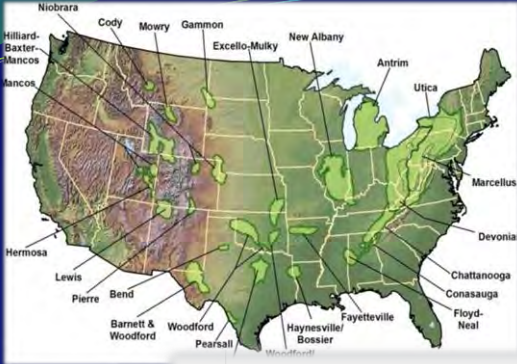 Niobrara
Cody
Mowry
Gammon
Hilliard-
Baxter-
Mancos
Excello-Mulky
New Albany
Antrim
Mancos
Utica
Marcellus
Devonian
Hermosa
Chattanooga
Lewis
Conasauga
Pierre
Bend
Floyd-
Neal
Barnett &
Woodford
Woodford
Haynesville/
Bossier
Fayetteville
Pearsall
Woodford/